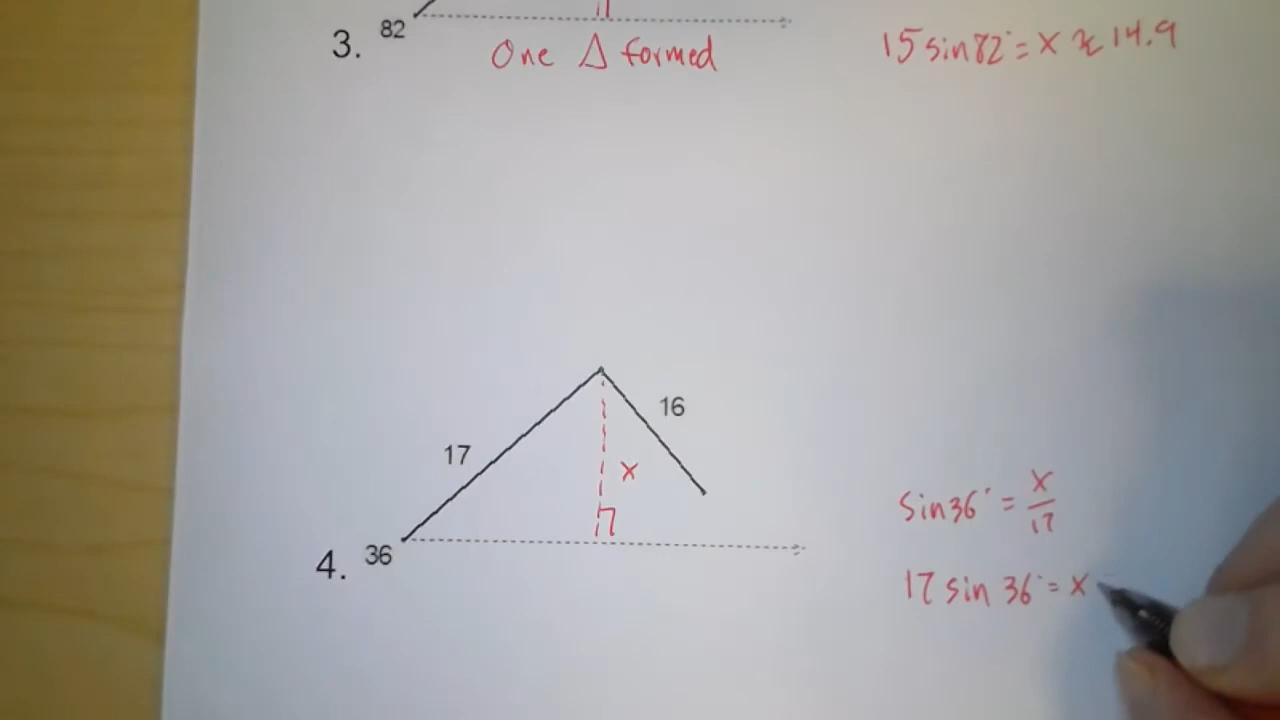 3. 82
One Δ formed
15 sin 82° = x ≈ 14.9
16
17
x
sin 36° = x/17
4. 36
17 sin 36° = x